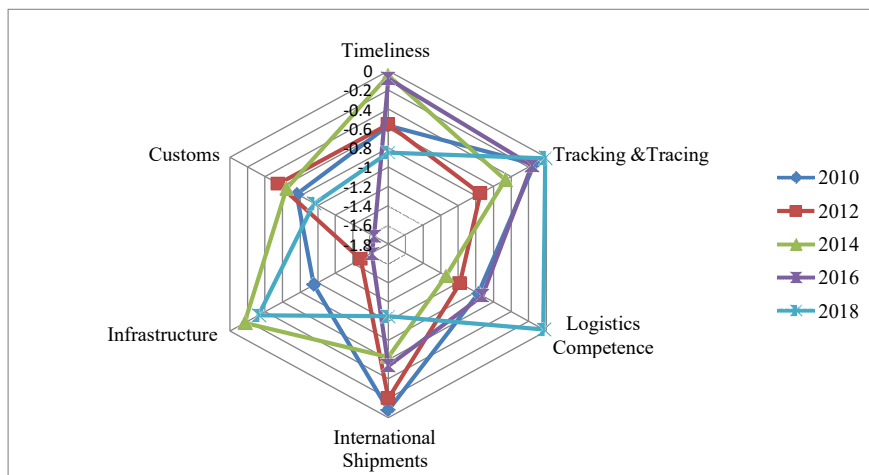 Timeliness
0
-0.2
-0.4
-0.6
-0.8
-1
-1.2
-1.4
-1.6
-1.8
Customs
Tracking &Tracing
2010
2012
2014
2016
2018
Infrastructure
Logistics
Competence
International
Shipments